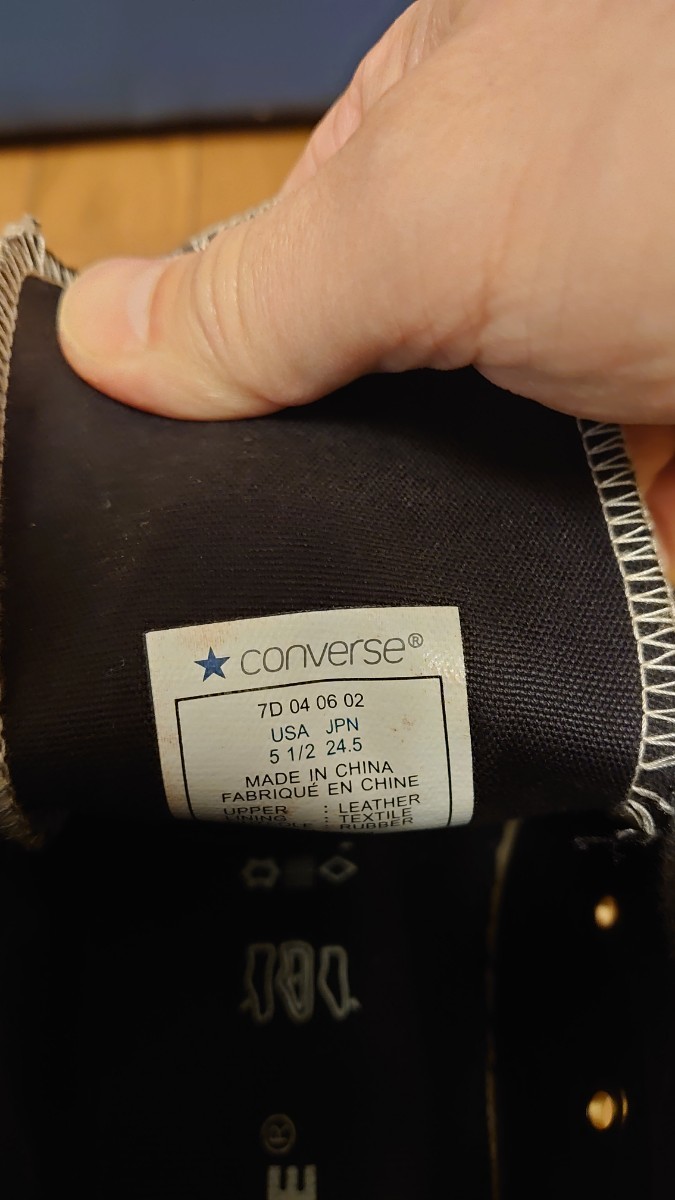 converse®
7D 04 06 02
USA JPN
5 1/2 24.5
MADE IN CHINA
FABRIQUÉ EN CHINE
UPPER : LEATHER
LINING : TEXTILE
: RUBBER
®
E